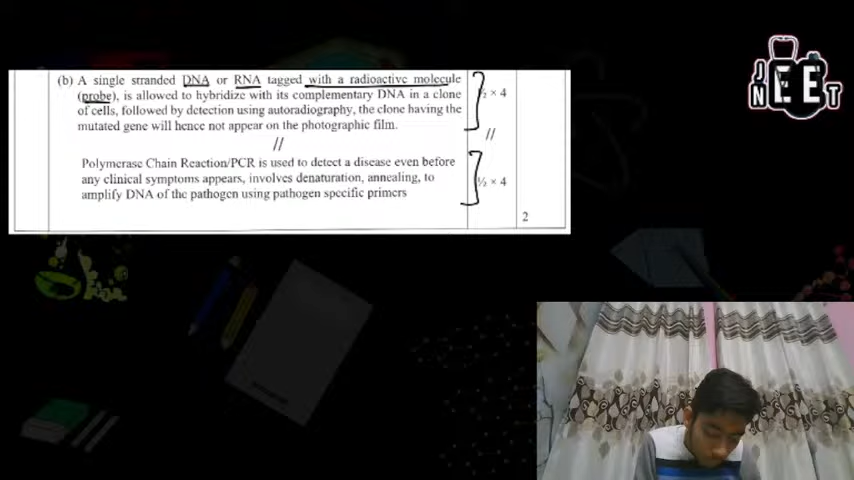 (b) A single stranded DNA or RNA tagged with a radioactive molecule
(probe), is allowed to hybridize with its complementary DNA in a clone
of cells, followed by detection using autoradiography, the clone having the
mutated gene will hence not appear on the photographic film.
½ × 4
//
//
Polymerase Chain Reaction/PCR is used to detect a disease even before
any clinical symptoms appears, involves denaturation, annealing, to
amplify DNA of the pathogen using pathogen specific primers
½ × 4
2
J
NEET